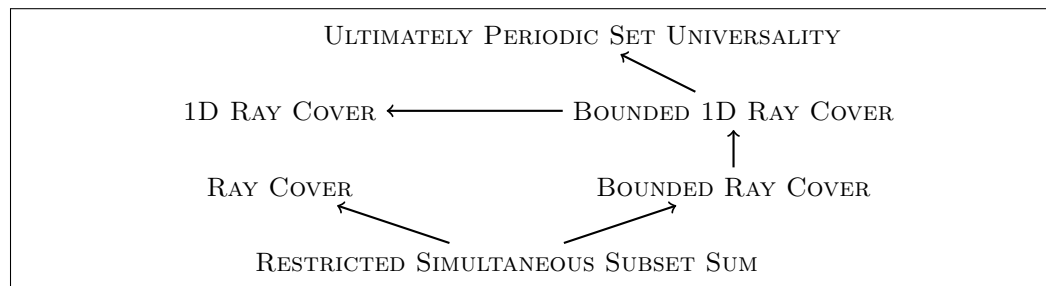 ULTIMATELY PERIODIC SET UNIVERSALITY
1D RAY COVER BOUNDED 1D RAY COVER
RAY COVER BOUNDED RAY COVER
RESTRICTED SIMULTANEOUS SUBSET SUM